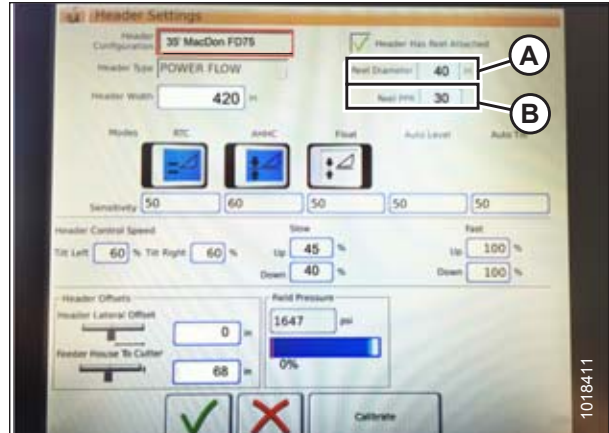 Header Settings
Header Configuration 35' MacDon FD75
Header Has Reel Attached
Header Type POWER FLOW
Reel Diameter 40 in
A
Header Width 420 in
Reel PPR 30
B
Modes RTC AHHC Float Auto Level Auto Tilt
Sensitivity 50 60 50 50 50
Header Control Speed Slow Fast
Tilt Left 60 % Tilt Right 60 % Up 45 % Up 100 %
Down 40 % Down 100 %
Header Offsets Field Pressure
Header Lateral Offset
0 in
1647 psi
Feeder House To Cutter
68 in
0%
Calibrate
1018411